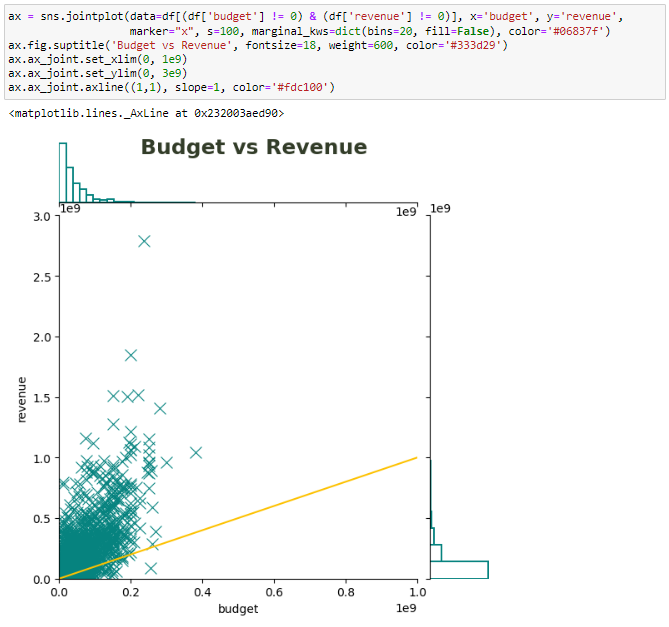 ax = sns.jointplot(data=df[(df['budget'] != 0) & (df['revenue'] != 0)], x='budget', y='revenue',
marker="x", s=100, marginal_kws=dict(bins=20, fill=False), color='#06837f')
ax.fig.suptitle('Budget vs Revenue', fontsize=18, weight=600, color='#333d29')
ax.ax_joint.set_xlim(0, 1e9)
ax.ax_joint.set_ylim(0, 3e9)
ax.ax_joint.axline((1,1), slope=1, color='#fdc100')
<matplotlib.lines._AxLine at 0x232003aed90>
Budget vs Revenue
1e9
1e9
1e9
3.0
2.5
2.0
1.5
1.0
0.5
0.0
revenue
0.0 0.2 0.4 0.6 0.8 1.0
budget
1e9